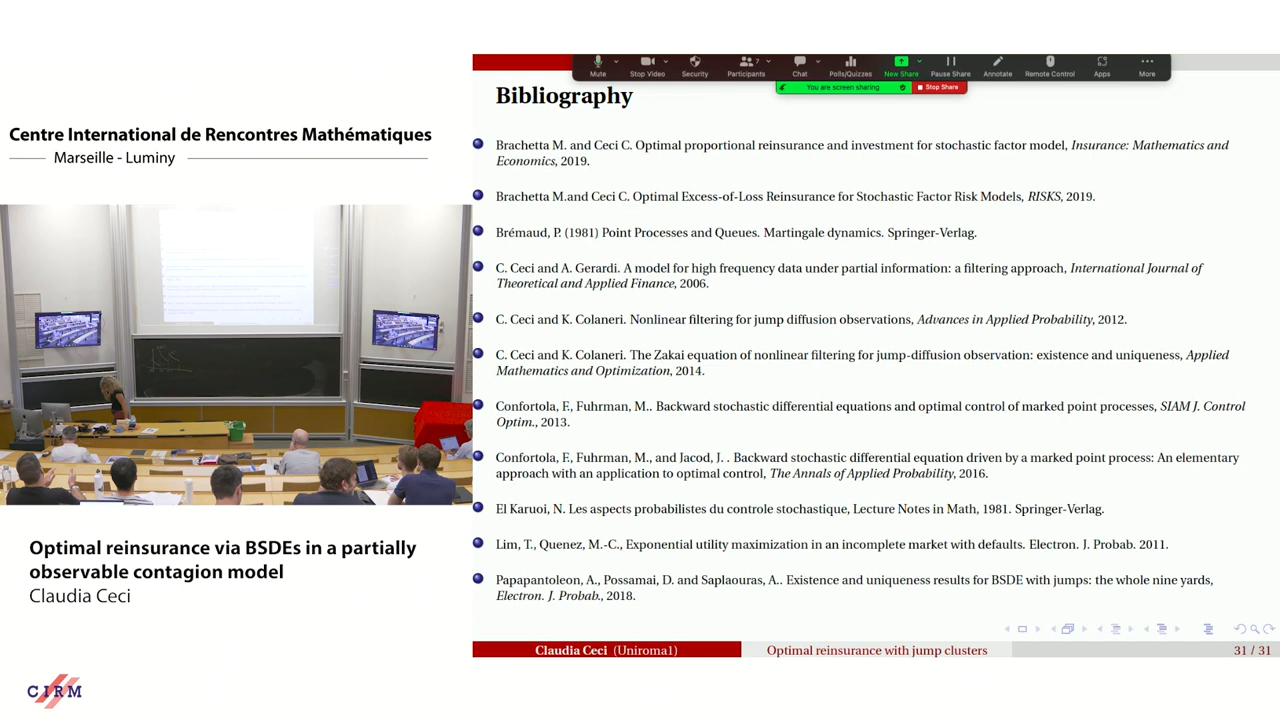 Mute
Stop Video
Security
Participants
7
Chat
Polls/Quizzes
New Share
Pause Share
Annotate
Remote Control
Apps
More
You are screen sharing
Stop Share
Bibliography
Centre International de Rencontres Mathématiques
Marseille - Luminy
Brachetta M. and Ceci C. Optimal proportional reinsurance and investment for stochastic factor model, Insurance: Mathematics and
Economics, 2019.
Brachetta M.and Ceci C. Optimal Excess-of-Loss Reinsurance for Stochastic Factor Risk Models, RISKS, 2019.
Brémaud, P. (1981) Point Processes and Queues. Martingale dynamics. Springer-Verlag.
C. Ceci and A. Gerardi. A model for high frequency data under partial information: a filtering approach, International Journal of
Theoretical and Applied Finance, 2006.
C. Ceci and K. Colaneri. Nonlinear filtering for jump diffusion observations, Advances in Applied Probability, 2012.
C. Ceci and K. Colaneri. The Zakai equation of nonlinear filtering for jump-diffusion observation: existence and uniqueness, Applied
Mathematics and Optimization, 2014.
Confortola, F., Fuhrman, M.. Backward stochastic differential equations and optimal control of marked point processes, SIAM J. Control
Optim., 2013.
Confortola, F., Fuhrman, M., and Jacod, J. . Backward stochastic differential equation driven by a marked point process: An elementary
approach with an application to optimal control, The Annals of Applied Probability, 2016.
El Karuoi, N. Les aspects probabilistes du controle stochastique, Lecture Notes in Math, 1981. Springer-Verlag.
Lim, T., Quenez, M.-C., Exponential utility maximization in an incomplete market with defaults. Electron. J. Probab. 2011.
Papapantoleon, A., Possamai, D. and Saplaouras, A.. Existence and uniqueness results for BSDE with jumps: the whole nine yards,
Electron. J. Probab., 2018.
Optimal reinsurance via BSDEs in a partially
observable contagion model
Claudia Ceci
Claudia Ceci (Uniroma1)
Optimal reinsurance with jump clusters
31 / 31
CIRM